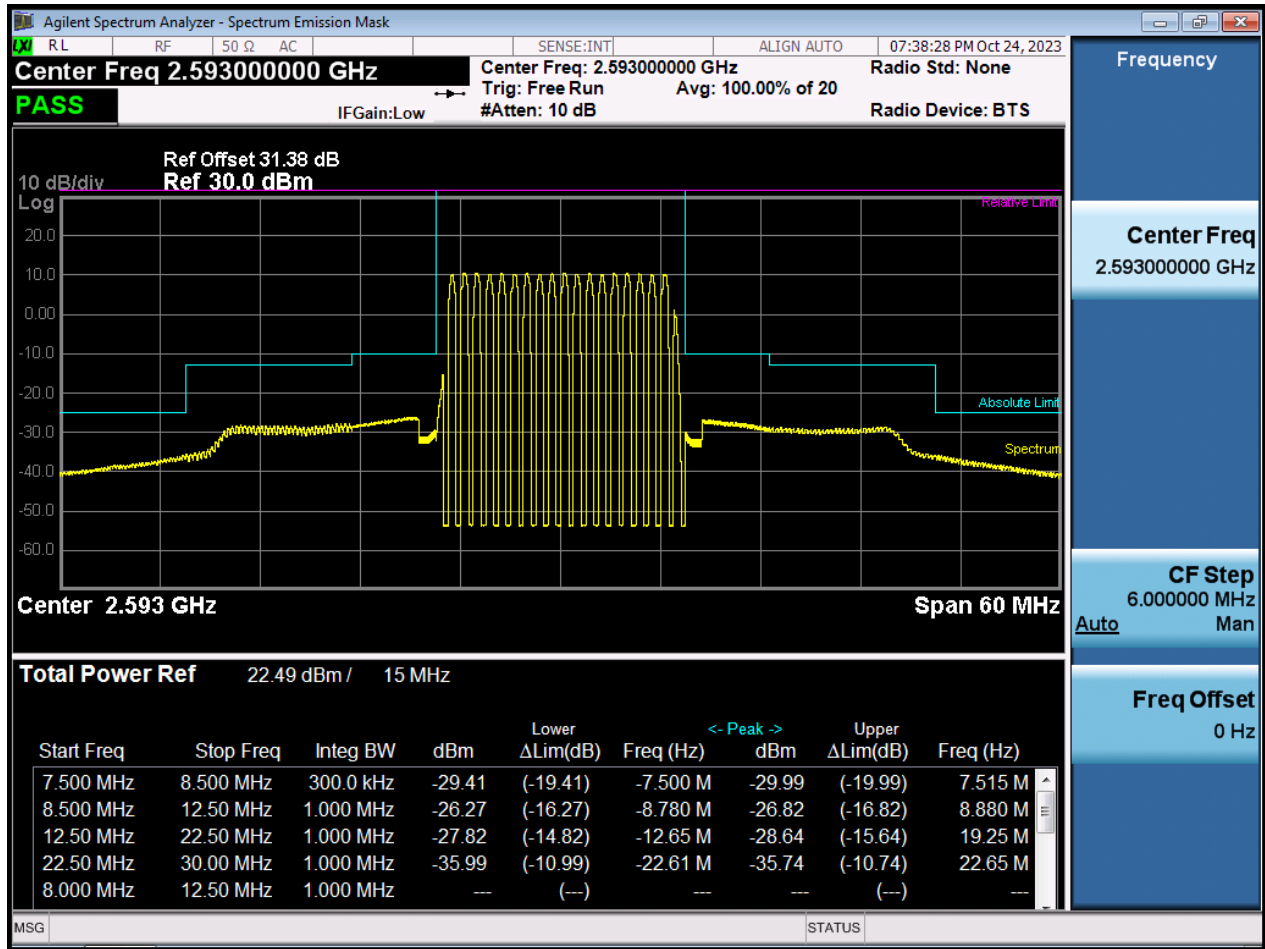 Agilent Spectrum Analyzer - Spectrum Emission Mask
LXI RL RF 50 Ω AC SENSE:INT ALIGN AUTO 07:38:28 PM Oct 24, 2023
Center Freq 2.593000000 GHz
PASS
IFGain:Low
Center Freq: 2.593000000 GHz
Trig: Free Run Avg: 100.00% of 20
#Atten: 10 dB
Radio Std: None
Radio Device: BTS
Ref Offset 31.38 dB
10 dB/div Ref 30.0 dBm
Log
Relative Limit
20.0
10.0
0.00
-10.0
-20.0
Absolute Limit
-30.0
Spectrum
-40.0
-50.0
-60.0
Center 2.593 GHz Span 60 MHz
Total Power Ref 22.49 dBm / 15 MHz
Lower <- Peak -> Upper
Start Freq Stop Freq Integ BW dBm ΔLim(dB) Freq (Hz) dBm ΔLim(dB) Freq (Hz)
7.500 MHz 8.500 MHz 300.0 kHz -29.41 (-19.41) -7.500 M -29.99 (-19.99) 7.515 M
8.500 MHz 12.50 MHz 1.000 MHz -26.27 (-16.27) -8.780 M -26.82 (-16.82) 8.880 M
12.50 MHz 22.50 MHz 1.000 MHz -27.82 (-14.82) -12.65 M -28.64 (-15.64) 19.25 M
22.50 MHz 30.00 MHz 1.000 MHz -35.99 (-10.99) -22.61 M -35.74 (-10.74) 22.65 M
8.000 MHz 12.50 MHz 1.000 MHz --- (---) --- --- (---) ---
MSG STATUS
Frequency
Center Freq
2.593000000 GHz
CF Step
6.000000 MHz
Auto Man
Freq Offset
0 Hz